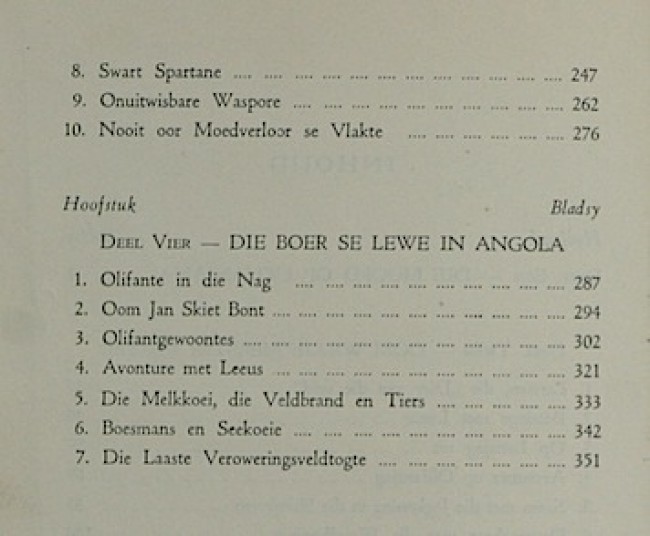 8. Swart Spartane .... .... .... .... .... .... .... .... .... .... .... .... .... 247
9. Onuitwisbare Waspore .... .... .... .... .... .... .... .... .... .... .... 262
10. Nooit oor Moedverloor se Vlakte .... .... .... .... .... .... .... 276
Hoofstuk Bladsy
Deel Vier — DIE BOER SE LEWE IN ANGOLA
1. Olifante in die Nag .... .... .... .... .... .... .... .... .... .... .... 287
2. Oom Jan Skiet Bont .... .... .... .... .... .... .... .... .... .... .... .... 294
3. Olifantgewoontes .... .... .... .... .... .... .... .... .... .... .... .... .... 302
4. Avonture met Leeus .... .... .... .... .... .... .... .... .... .... .... .... 321
5. Die Melkkoei, die Veldbrand en Tiers .... .... .... .... .... .... 333
6. Boesmans en Seekoeie .... .... .... .... .... .... .... .... .... .... .... 342
7. Die Laaste Veroweringsveldtogte .... .... .... .... .... .... .... .... 351